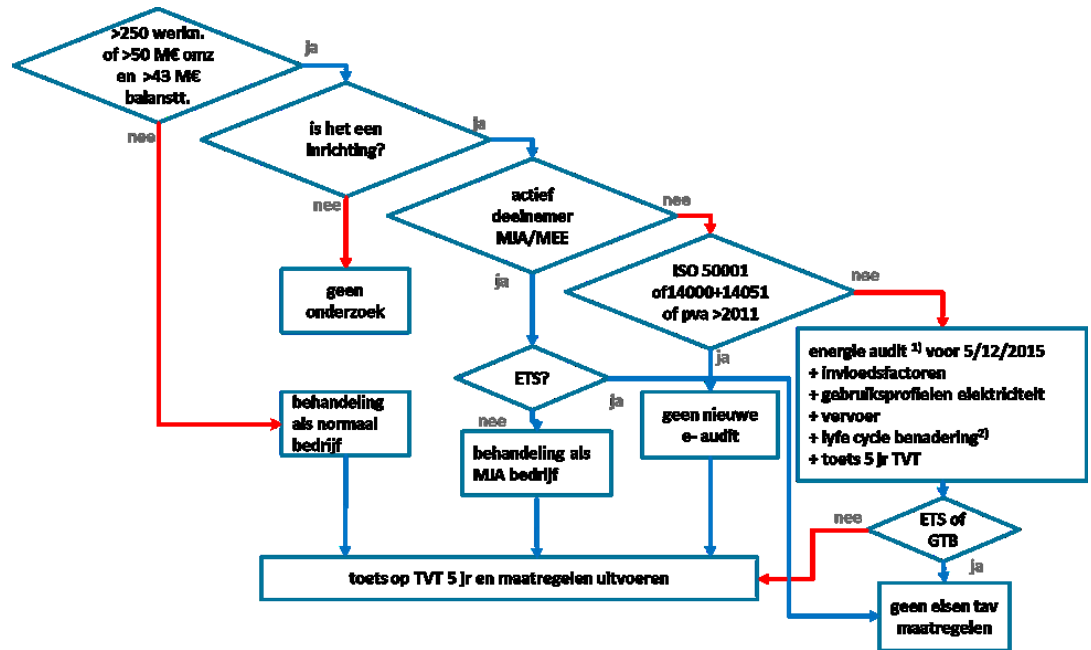 >250 werkn.
of >50 M€ omz
en >43 M€
balanstt.
ja
nee
is het een
inrichting?
ja
nee
geen
onderzoek
actief
deelnemer
MJA/MEE
nee
ja
ISO 50001
of14000+14051
of pva >2011
nee
ja
ETS?
ja
nee
behandeling
als normaal
bedrijf
behandeling als
MJA bedrijf
geen nieuwe
e- audit
energie audit ¹⁾ voor 5/12/2015
+ invloedsfactoren
+ gebruiksprofielen elektriciteit
+ vervoer
+ lyfe cycle benadering²⁾
+ toets 5 jr TVT
nee
ETS of
GTB
ja
toets op TVT 5 jr en maatregelen uitvoeren
geen eisen tav
maatregelen